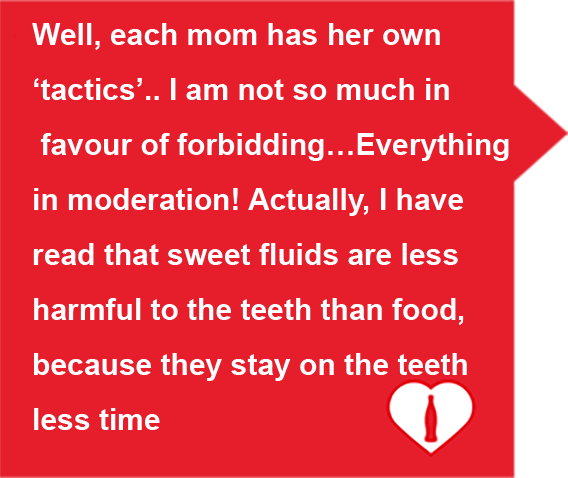 Well, each mom has her own
‘tactics’.. I am not so much in
favour of forbidding…Everything
in moderation! Actually, I have
read that sweet fluids are less
harmful to the teeth than food,
because they stay on the teeth
less time